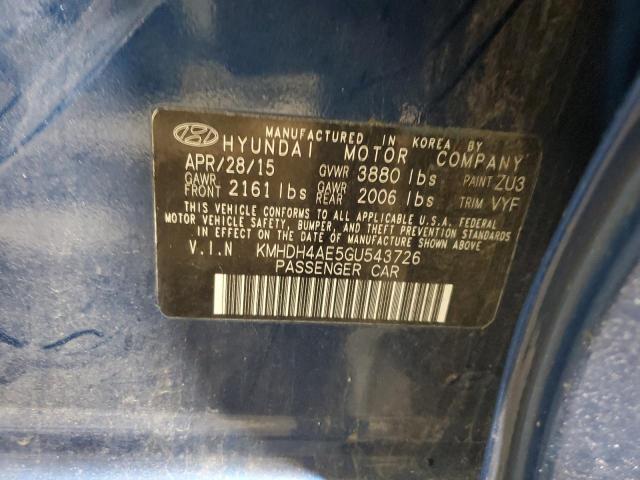 MANUFACTURED IN KOREA BY
HYUNDAI MOTOR COMPANY
APR/28/15 GVWR 3880 lbs PAINT ZU3
GAWR FRONT 2161 lbs GAWR REAR 2006 lbs TRIM VYF
THIS VEHICLE CONFORMS TO ALL APPLICABLE U.S.A. FEDERAL
MOTOR VEHICLE SAFETY, BUMPER, AND THEFT PREVENTION
STANDARDS IN EFFECT ON THE DATE OF MANUFACTURE SHOWN ABOVE.
V.I.N KMHDH4AE5GU543726
PASSENGER CAR